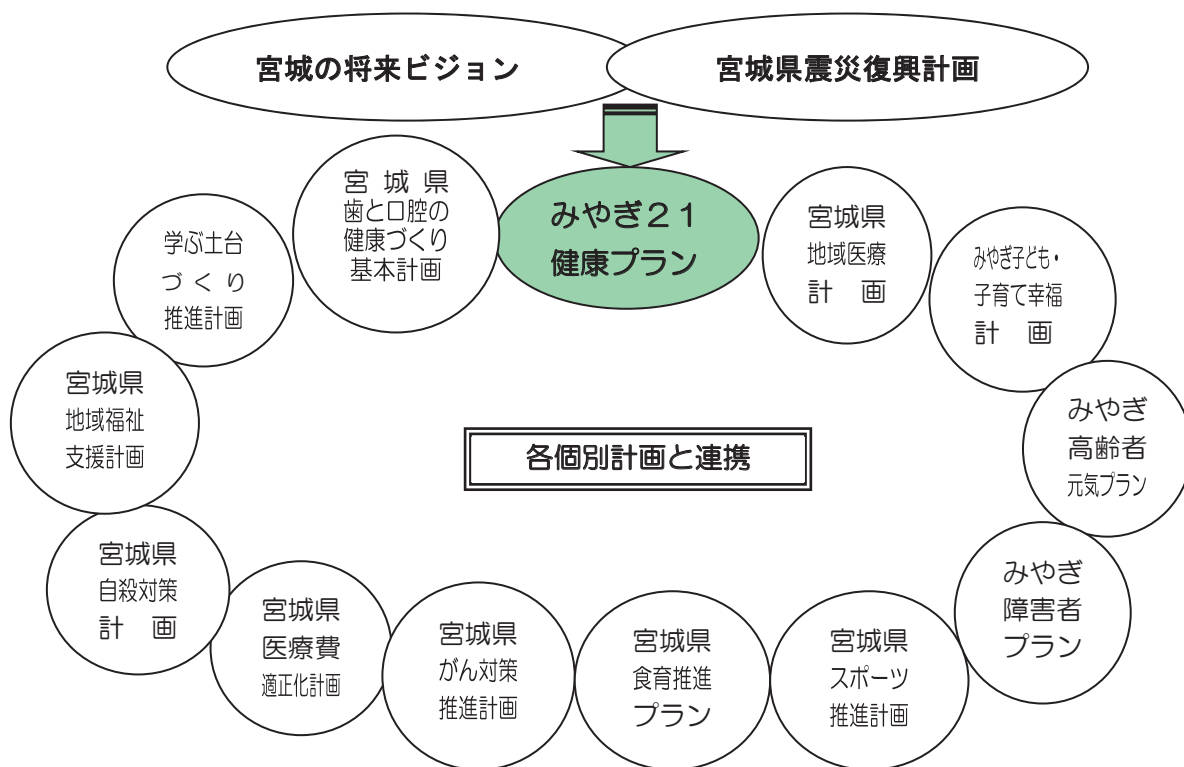 宮城の将来ビジョン
宮城県震災復興計画
みやぎ21
健康プラン
宮城県
地域医療
計画
みやぎ子ども・
子育て幸福
計画
みやぎ
高齢者
元気プラン
みやぎ
障害者
プラン
宮城県
スポーツ
推進計画
宮城県
食育推進
プラン
宮城県
がん対策
推進計画
宮城県
医療費
適正化計画
宮城県
自殺対策
計画
宮城県
地域福祉
支援計画
学ぶ土台
づくり
推進計画
宮城県
歯と口腔の
健康づくり
基本計画
各個別計画と連携